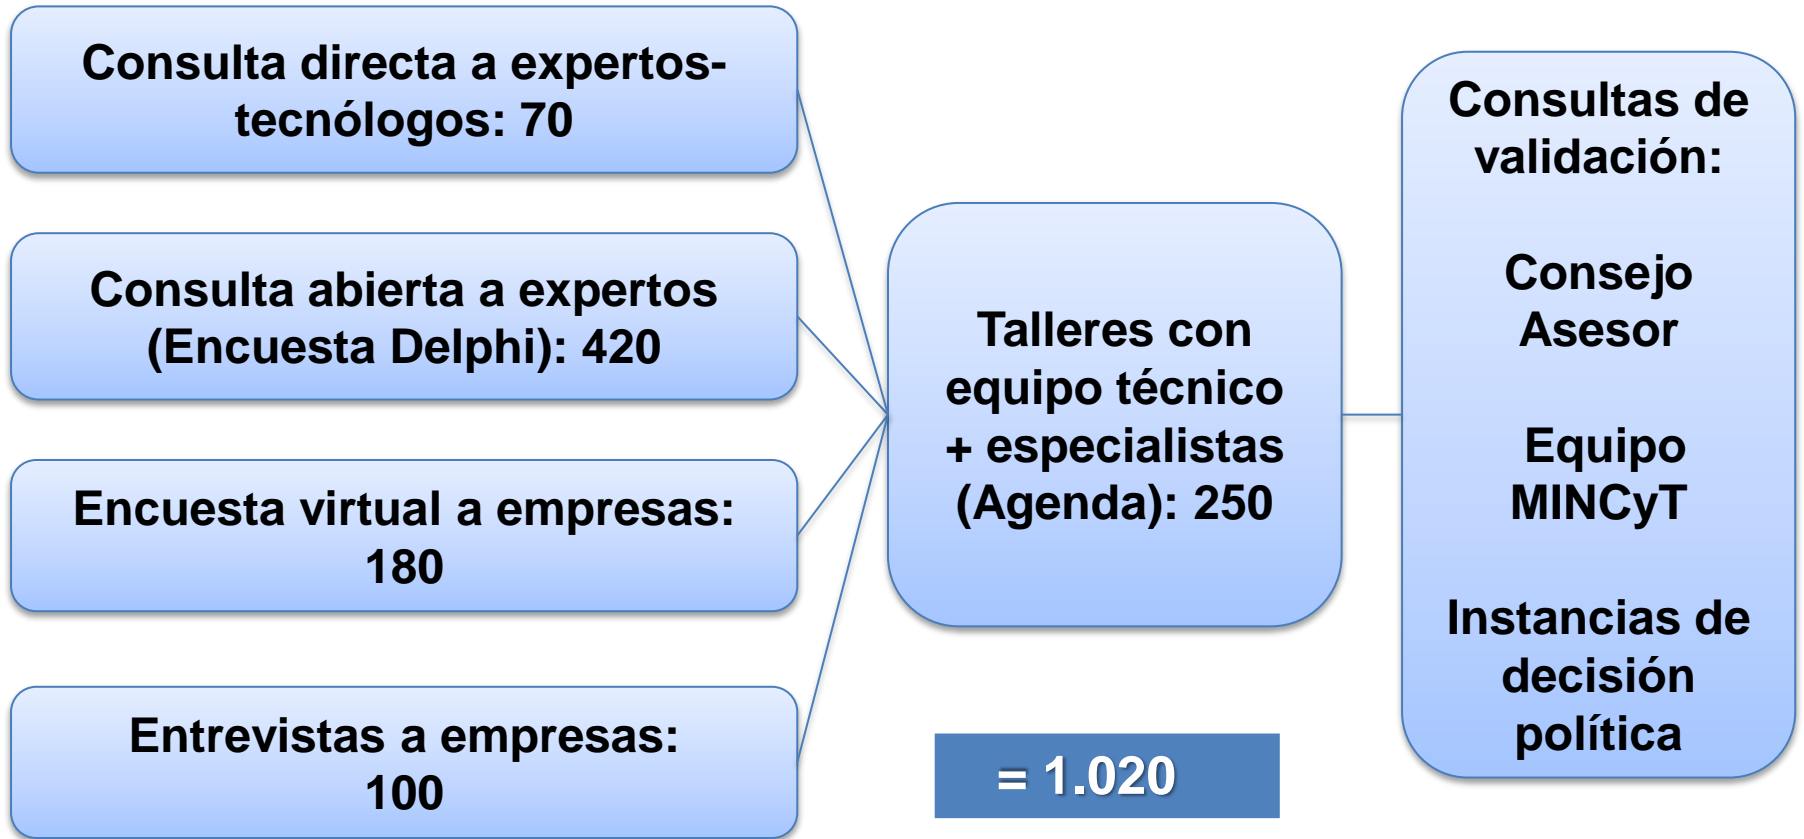 Consulta directa a expertos-
tecnólogos: 70
Consulta abierta a expertos
(Encuesta Delphi): 420
Encuesta virtual a empresas:
180
Entrevistas a empresas:
100
Talleres con
equipo técnico
+ especialistas
(Agenda): 250
= 1.020
Consultas de
validación:
Consejo
Asesor
Equipo
MINCyT
Instancias de
decisión
política